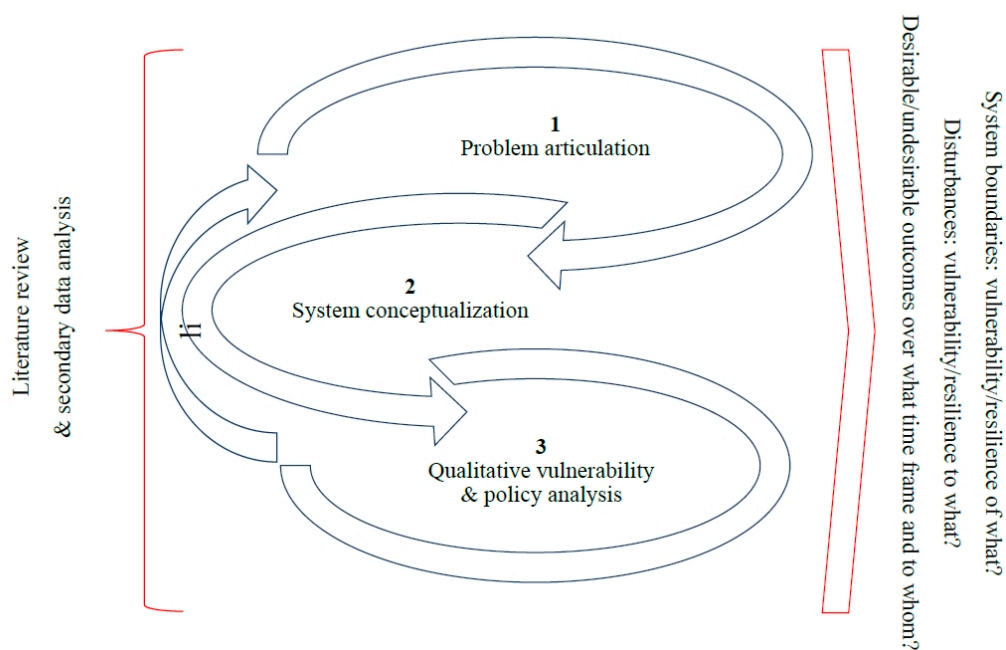 Literature review
& secondary data analysis
1
Problem articulation
2
System conceptualization
li
3
Qualitative vulnerability
& policy analysis
System boundaries: vulnerability/resilience of what?
Disturbances: vulnerability/resilience to what?
Desirable/undesirable outcomes over what time frame and to whom?